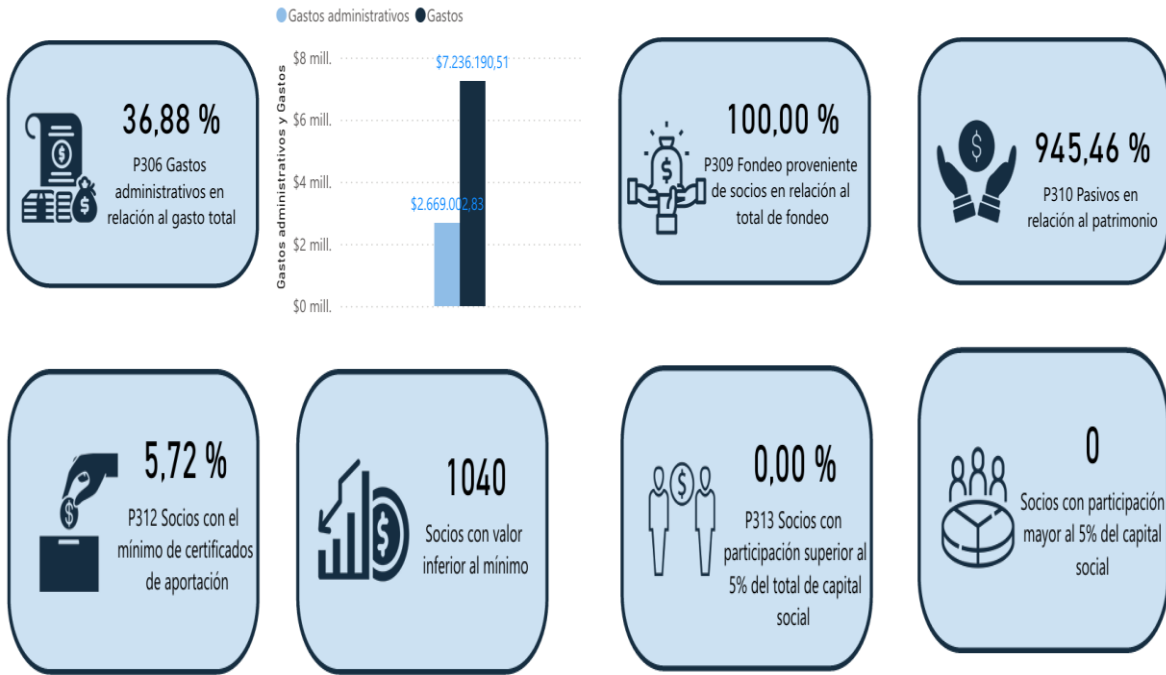 Gastos administrativos Gastos
36,88 %
P306 Gastos
administrativos en
relación al gasto total
Gastos administrativos y Gastos
$8 mill.
$6 mill.
$4 mill.
$2 mill.
$0 mill.
$7.236.190,51
$2.669.002,83
100,00 %
P309 Fondeo proveniente
de socios en relación al
total de fondeo
945,46 %
P310 Pasivos en
relación al patrimonio
5,72 %
P312 Socios con el
mínimo de certificados
de aportación
1040
Socios con valor
inferior al mínimo
0,00 %
P313 Socios con
participación superior al
5% del total de capital
social
0
Socios con participación
mayor al 5% del capital
social